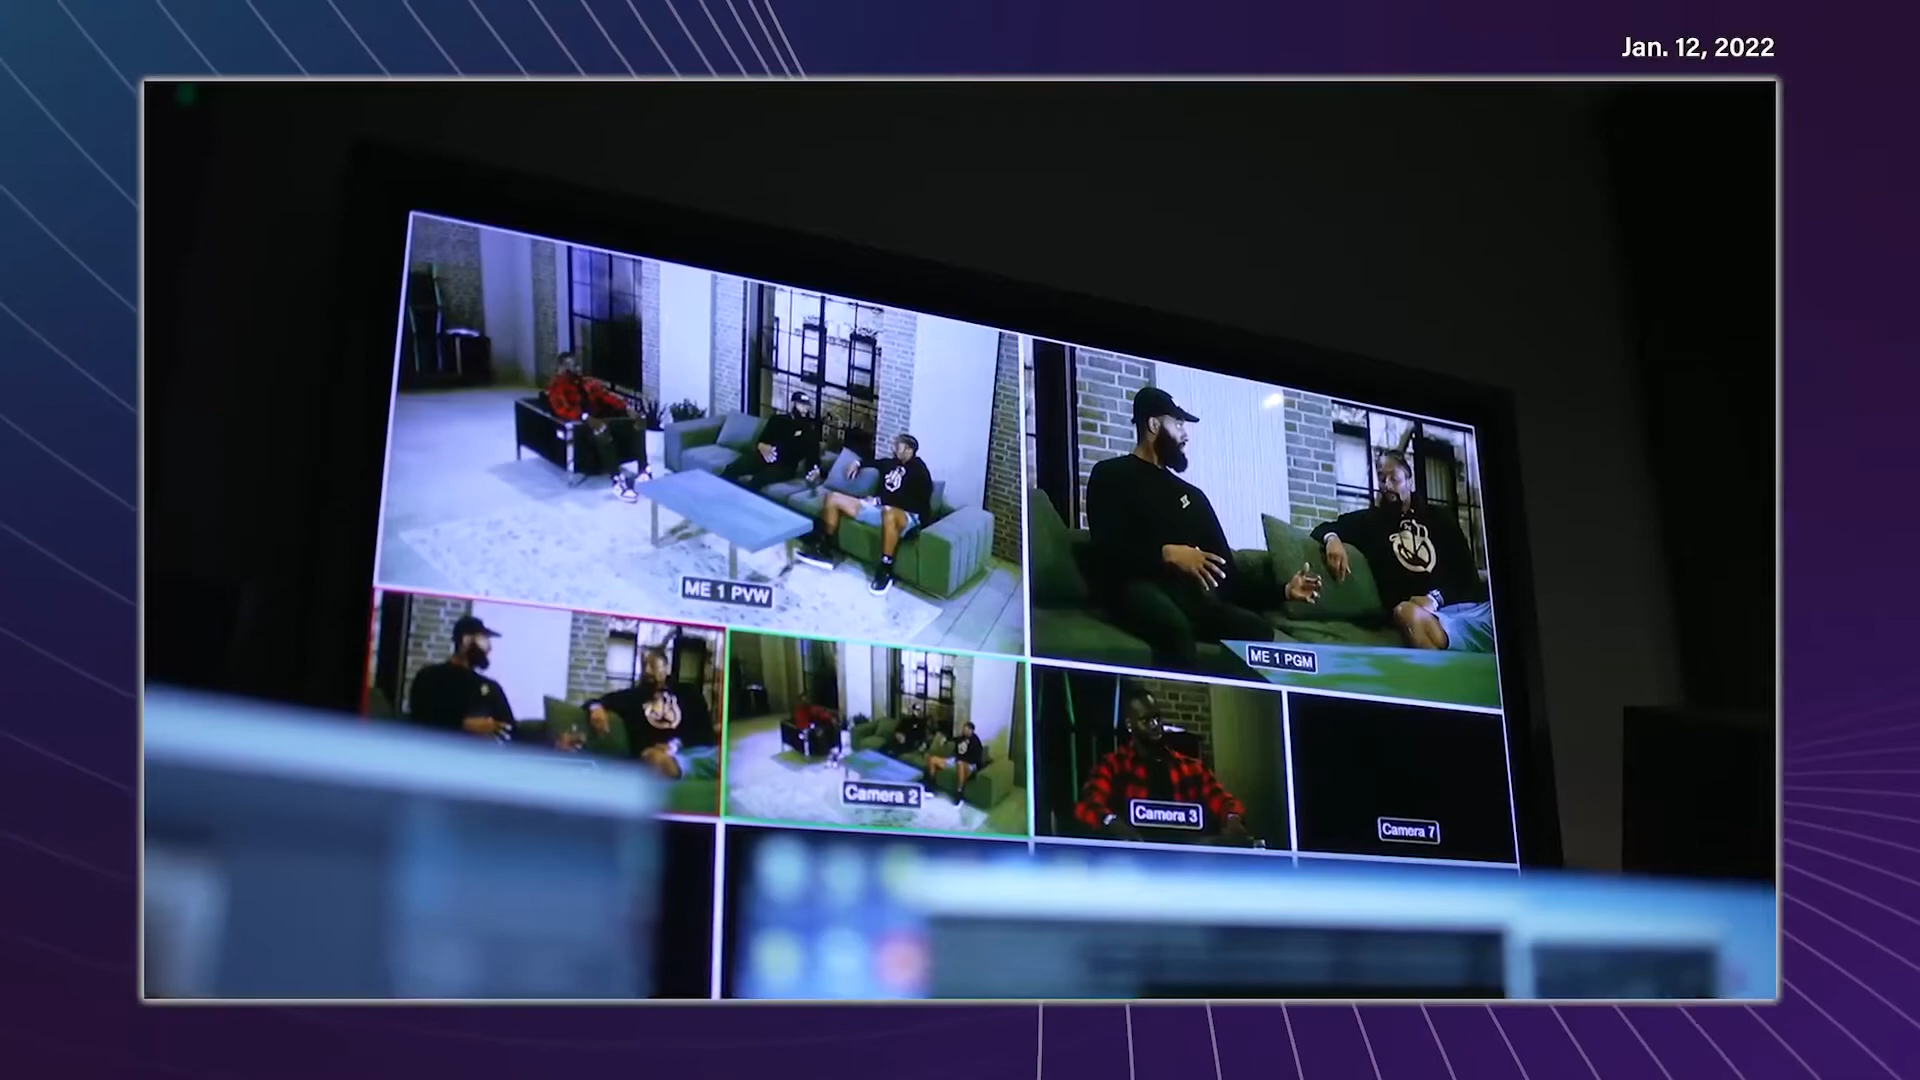 Jan. 12, 2022
ME 1 PVW
ME 1 PGM
Camera 2
Camera 3
Camera 7